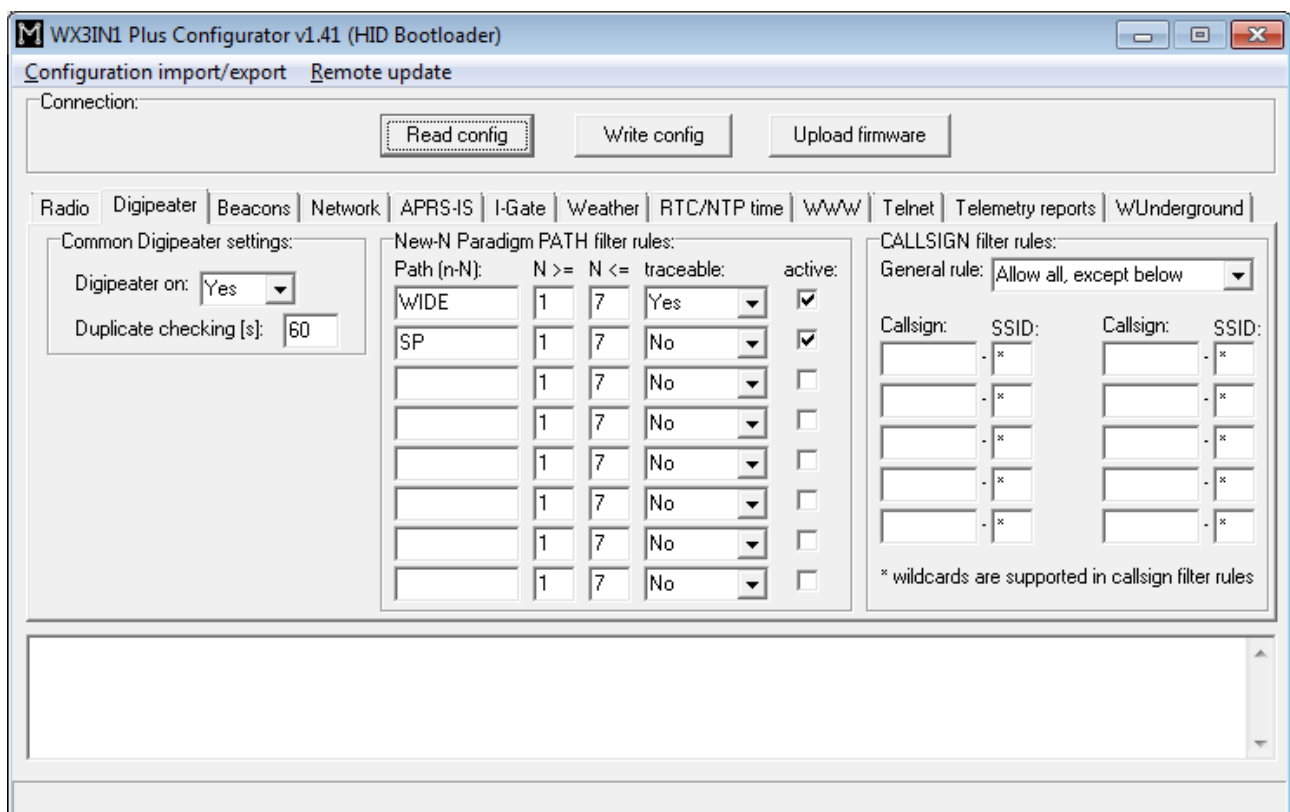 WX3IN1 Plus Configurator v1.41 (HID Bootloader)
Configuration import/export Remote update
Connection:
Read config Write config Upload firmware
Radio Digipeater Beacons Network APRS-IS I-Gate Weather RTC/NTP time WWW Telnet Telemetry reports WUnderground
Common Digipeater settings:
Digipeater on: Yes
Duplicate checking [s]: 60
New-N Paradigm PATH filter rules:
Path (n-N): N >= N <= traceable: active:
WIDE 1 7 Yes
SP 1 7 No
1 7 No
1 7 No
1 7 No
1 7 No
1 7 No
1 7 No
CALLSIGN filter rules:
General rule: Allow all, except below
Callsign: SSID: Callsign: SSID:
- * - *
- * - *
- * - *
- * - *
- * - *
* wildcards are supported in callsign filter rules